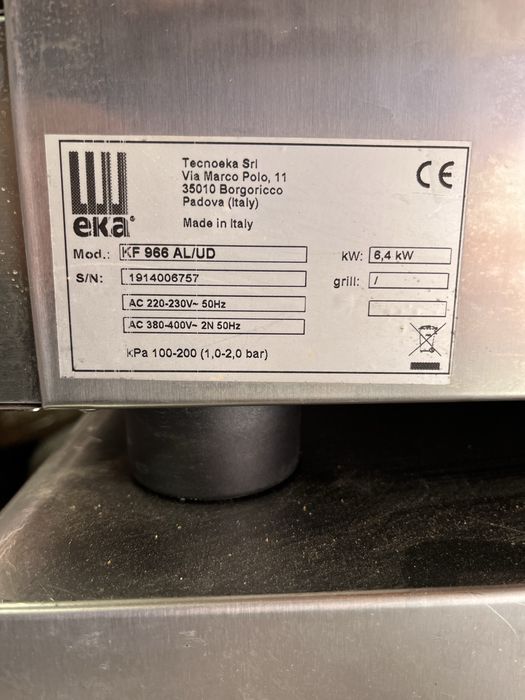 Tecnoeka Srl
Via Marco Polo, 11
35010 Borgoricco
Padova (Italy)
Made in Italy
CE
eka®
Mod.: KF 966 AL/UD
kW: 6,4 kW
S/N: 1914006757
grill: /
AC 220-230V~ 50Hz
AC 380-400V~ 2N 50Hz
kPa 100-200 (1,0-2,0 bar)